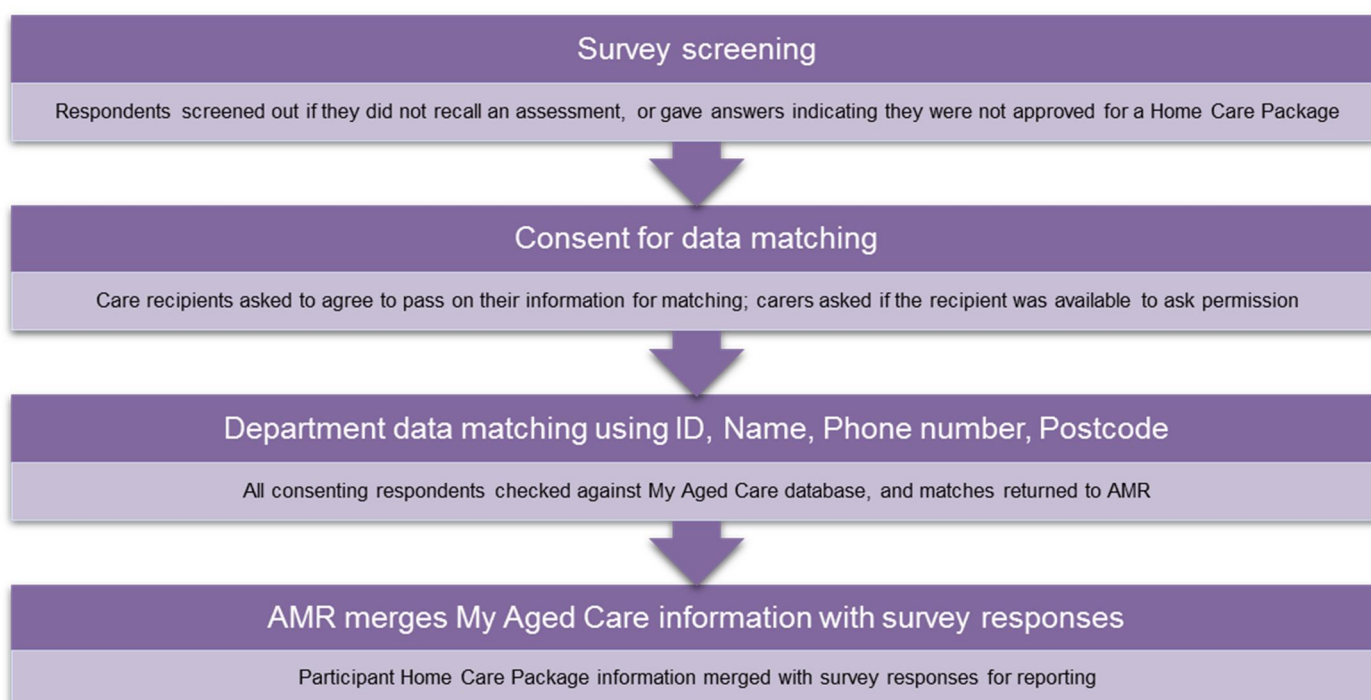 Survey screening
Respondents screened out if they did not recall an assessment, or gave answers indicating they were not approved for a Home Care Package
Consent for data matching
Care recipients asked to agree to pass on their information for matching; carers asked if the recipient was available to ask permission
Department data matching using ID, Name, Phone number, Postcode
All consenting respondents checked against My Aged Care database, and matches returned to AMR
AMR merges My Aged Care information with survey responses
Participant Home Care Package information merged with survey responses for reporting